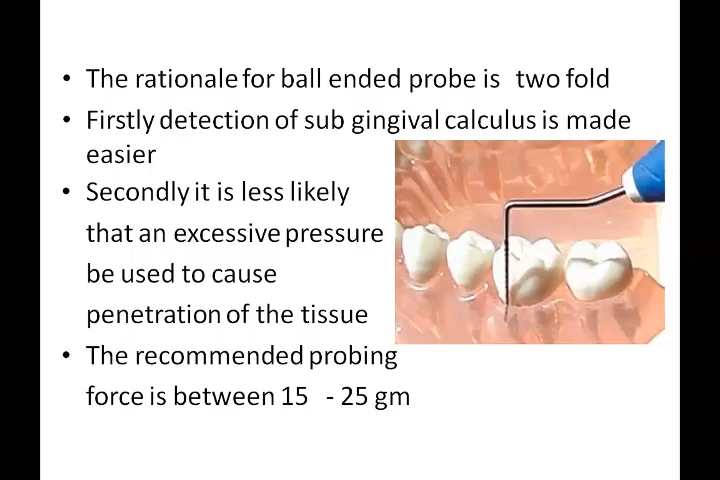 • The rationale for ball ended probe is two fold
• Firstly detection of sub gingival calculus is made
easier
• Secondly it is less likely
that an excessive pressure
be used to cause
penetration of the tissue
• The recommended probing
force is between 15 - 25 gm